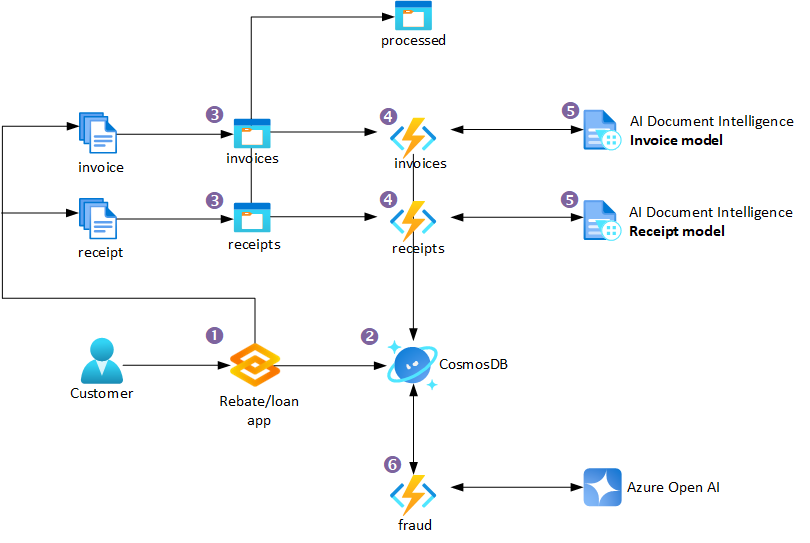 processed
3
4
5
AI Document Intelligence
Invoice model
invoice
invoices
invoices
3
4
5
AI Document Intelligence
Receipt model
receipt
receipts
receipts
1
2
Customer
Rebate/loan
app
CosmosDB
6
fraud
Azure Open AI